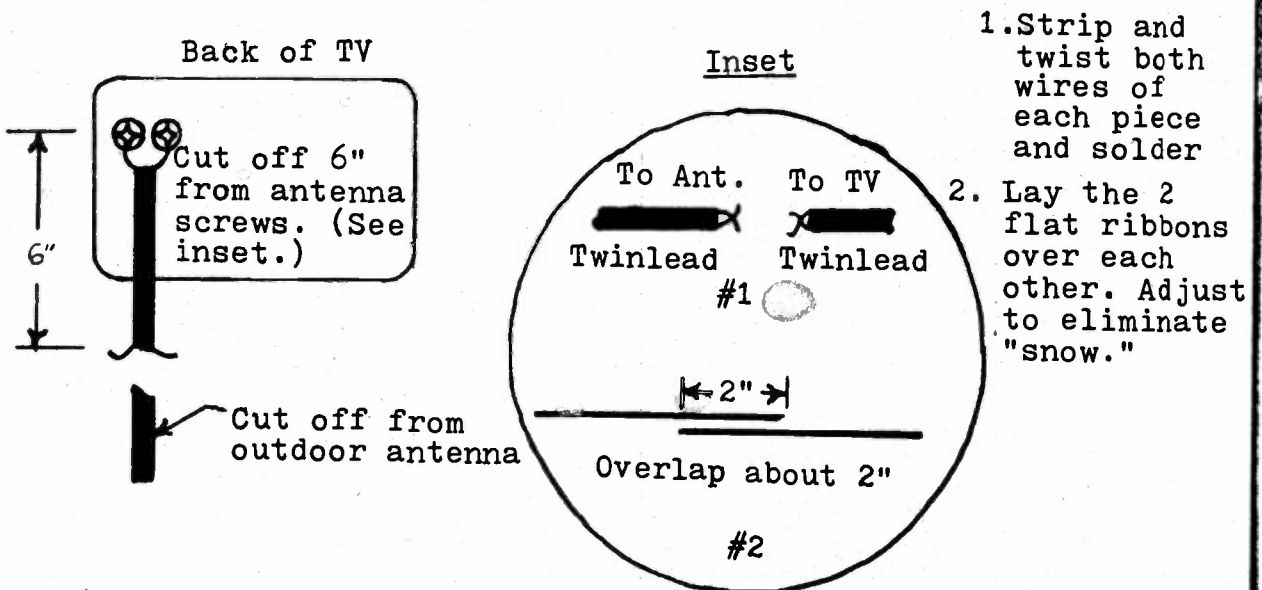 Back of TV
Cut off 6"
from antenna
screws. (See
inset.)
6"
Cut off from
outdoor antenna
Inset
To Ant.
To TV
Twinlead
Twinlead
#1
2"
Overlap about 2"
#2
1.Strip and
twist both
wires of
each piece
and solder
2. Lay the 2
flat ribbons
over each
other. Adjust
to eliminate
"snow."